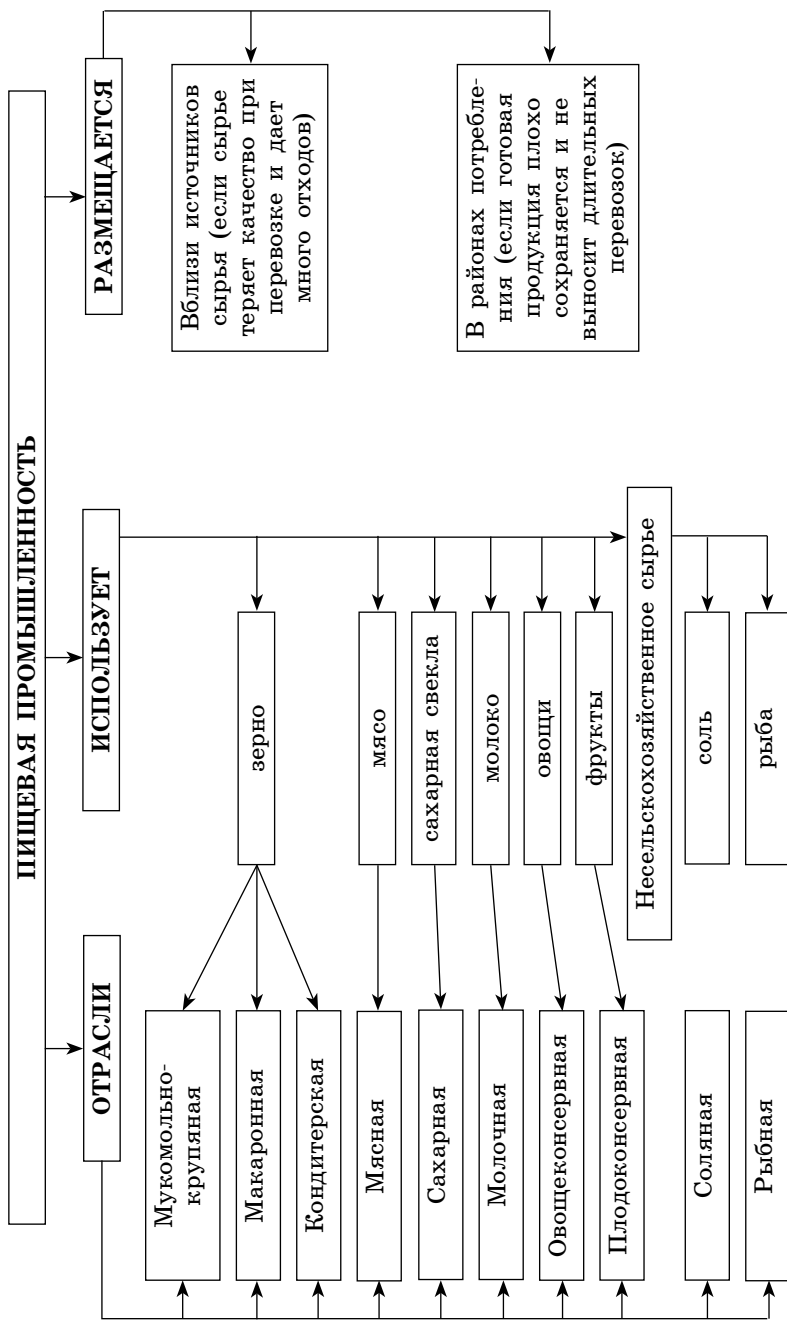 ПИЩЕВАЯ ПРОМЫШЛЕННОСТЬ
ОТРАСЛИ
Мукомольно-
крупяная
Макаронная
Кондитерская
Мясная
Сахарная
Молочная
Овощеконсервная
Плодоконсервная
Соляная
Рыбная
ИСПОЛЬЗУЕТ
зерно
мясо
сахарная свекла
молоко
овощи
фрукты
Несельскохозяйственное сырье
соль
рыба
РАЗМЕЩАЕТСЯ
Вблизи источников
сырья (если сырье
теряет качество при
перевозке и дает
много отходов)
В районах потребле-
ния (если готовая
продукция плохо
сохраняется и не
выносит длительных
перевозок)